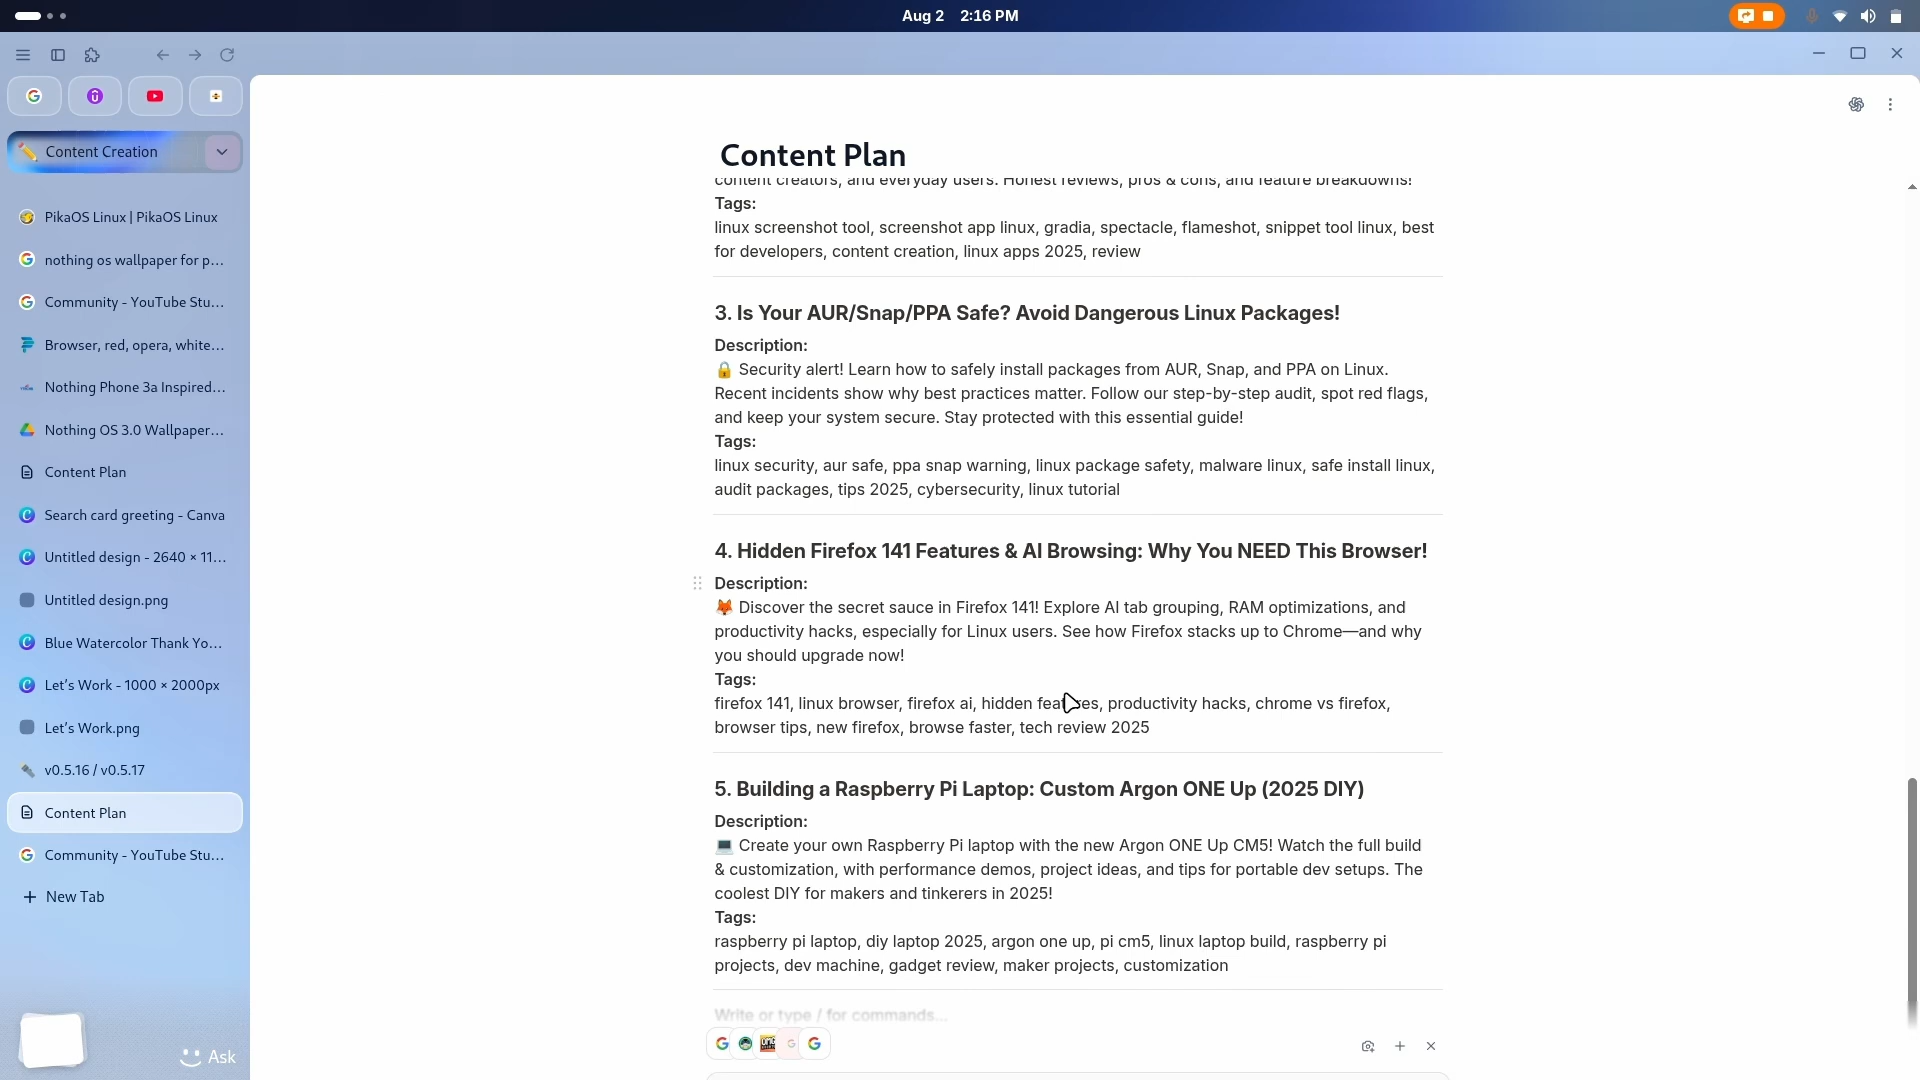 Aug 2 2:16 PM
Content Creation
PikaOS Linux | PikaOS Linux
nothing os wallpaper for p...
Community - YouTube Stu...
Browser, red, opera, white...
Nothing Phone 3a Inspired...
Nothing OS 3.0 Wallpaper...
Content Plan
Search card greeting - Canva
Untitled design - 2640 × 11...
Untitled design.png
Blue Watercolor Thank Yo...
Let's Work - 1000 × 2000px
Let's Work.png
v0.5.16 / v0.5.17
Content Plan
Community - YouTube Stu...
+ New Tab
Ask
Content Plan
content creators, and everyday users. Honest reviews, pros & cons, and feature breakdowns!
Tags:
linux screenshot tool, screenshot app linux, gradia, spectacle, flameshot, snippet tool linux, best
for developers, content creation, linux apps 2025, review
3. Is Your AUR/Snap/PPA Safe? Avoid Dangerous Linux Packages!
Description:
🔒 Security alert! Learn how to safely install packages from AUR, Snap, and PPA on Linux.
Recent incidents show why best practices matter. Follow our step-by-step audit, spot red flags,
and keep your system secure. Stay protected with this essential guide!
Tags:
linux security, aur safe, ppa snap warning, linux package safety, malware linux, safe install linux,
audit packages, tips 2025, cybersecurity, linux tutorial
4. Hidden Firefox 141 Features & AI Browsing: Why You NEED This Browser!
Description:
🦊 Discover the secret sauce in Firefox 141! Explore AI tab grouping, RAM optimizations, and
productivity hacks, especially for Linux users. See how Firefox stacks up to Chrome—and why
you should upgrade now!
Tags:
firefox 141, linux browser, firefox ai, hidden features, productivity hacks, chrome vs firefox,
browser tips, new firefox, browse faster, tech review 2025
5. Building a Raspberry Pi Laptop: Custom Argon ONE Up (2025 DIY)
Description:
💻 Create your own Raspberry Pi laptop with the new Argon ONE Up CM5! Watch the full build
& customization, with performance demos, project ideas, and tips for portable dev setups. The
coolest DIY for makers and tinkerers in 2025!
Tags:
raspberry pi laptop, diy laptop 2025, argon one up, pi cm5, linux laptop build, raspberry pi
projects, dev machine, gadget review, maker projects, customization
Write or type / for commands...